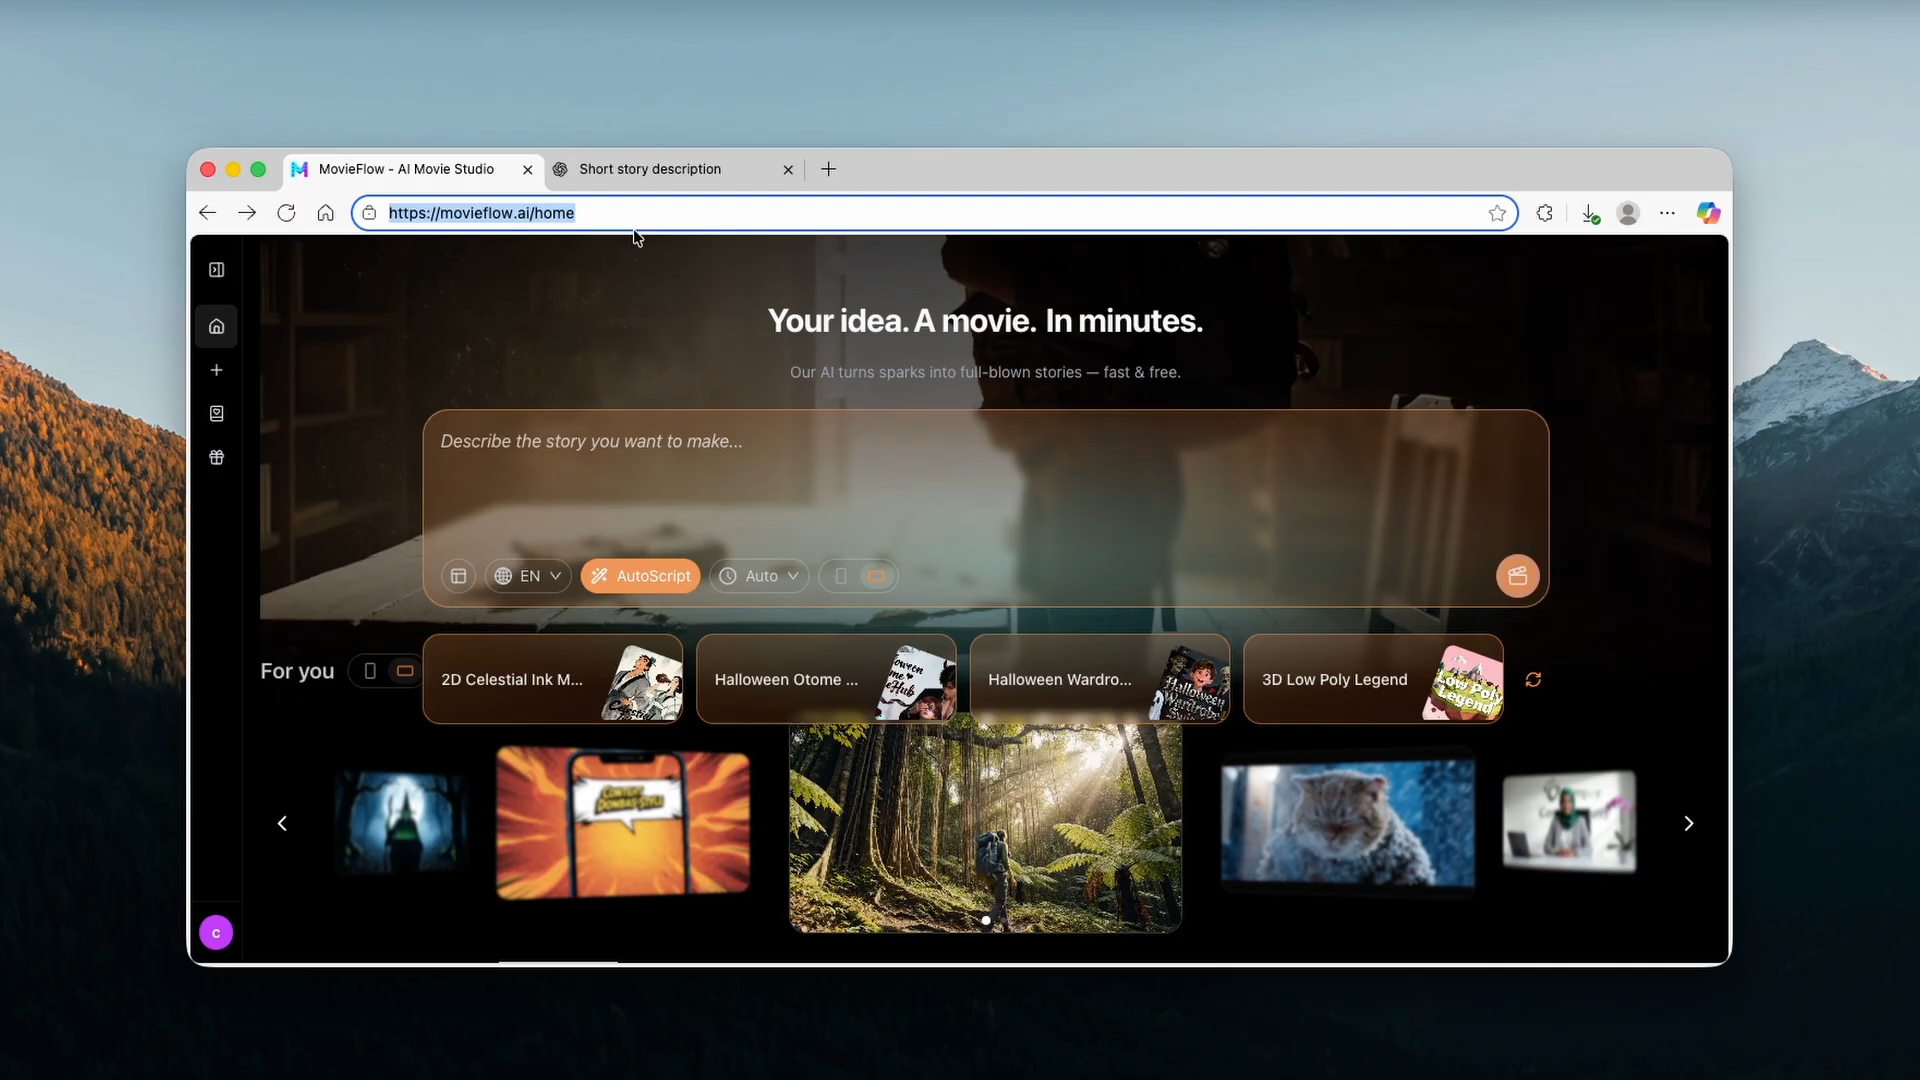 MovieFlow - AI Movie Studio
Short story description
https://movieflow.ai/home
Your idea. A movie. In minutes.
Our AI turns sparks into full-blown stories — fast & free.
Describe the story you want to make...
EN
AutoScript
Auto
For you
2D Celestial Ink M...
Halloween Otome ...
Halloween Wardro...
3D Low Poly Legend
Low Poly
Legend
Halloween
Wardrobe
c